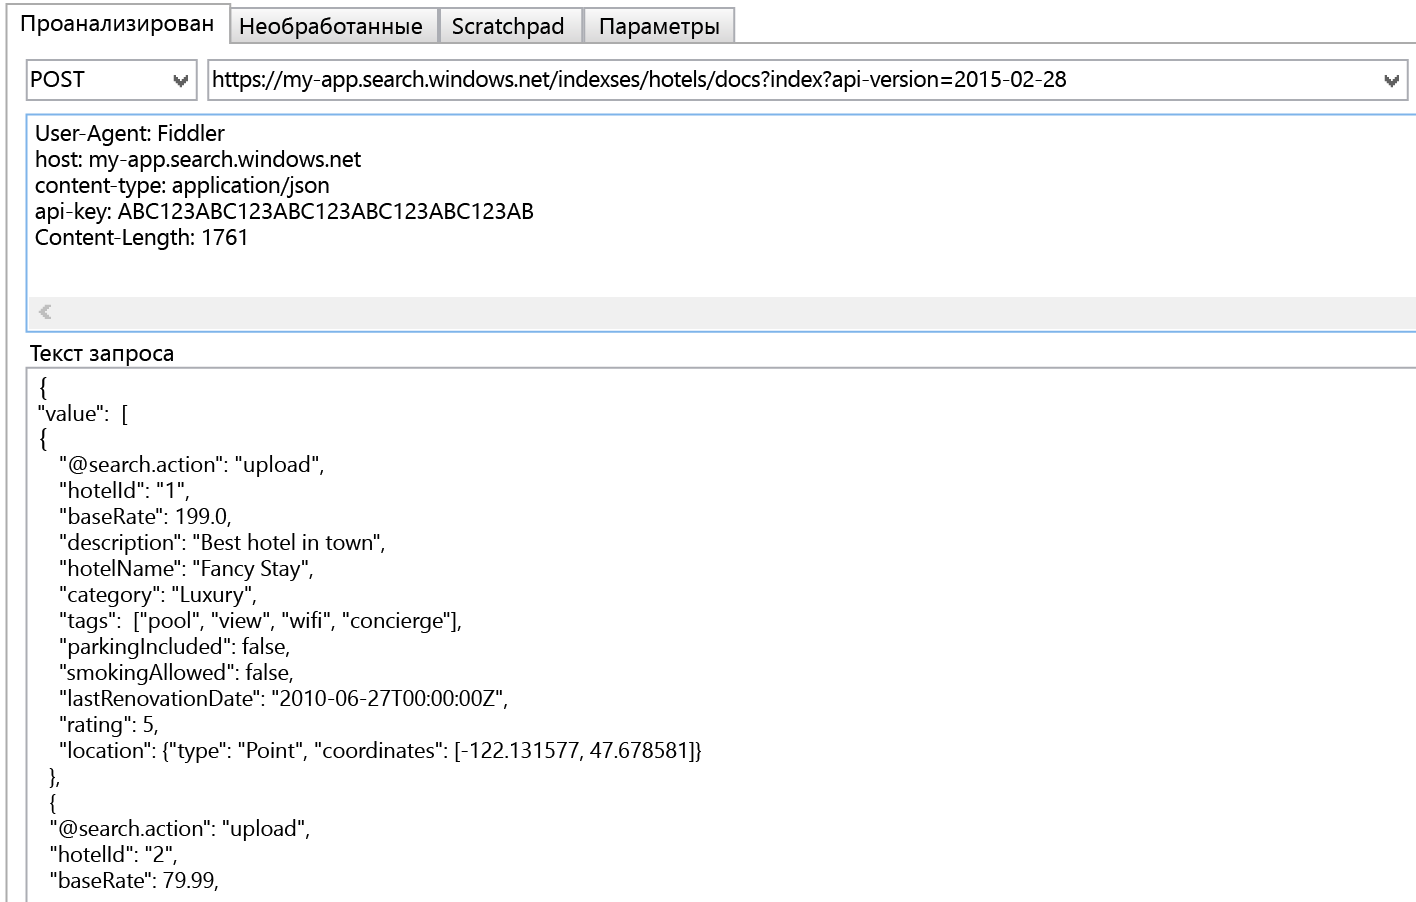 Проанализирован Необработанные Scratchpad Параметры
POST https://my-app.search.windows.net/indexses/hotels/docs?index?api-version=2015-02-28
User-Agent: Fiddler
host: my-app.search.windows.net
content-type: application/json
api-key: ABC123ABC123ABC123ABC123ABC123AB
Content-Length: 1761
Текст запроса
{
"value": [
{
"@search.action": "upload",
"hotelId": "1",
"baseRate": 199.0,
"description": "Best hotel in town",
"hotelName": "Fancy Stay",
"category": "Luxury",
"tags": ["pool", "view", "wifi", "concierge"],
"parkingIncluded": false,
"smokingAllowed": false,
"lastRenovationDate": "2010-06-27T00:00:00Z",
"rating": 5,
"location": {"type": "Point", "coordinates": [-122.131577, 47.678581]}
},
{
"@search.action": "upload",
"hotelId": "2",
"baseRate": 79.99,